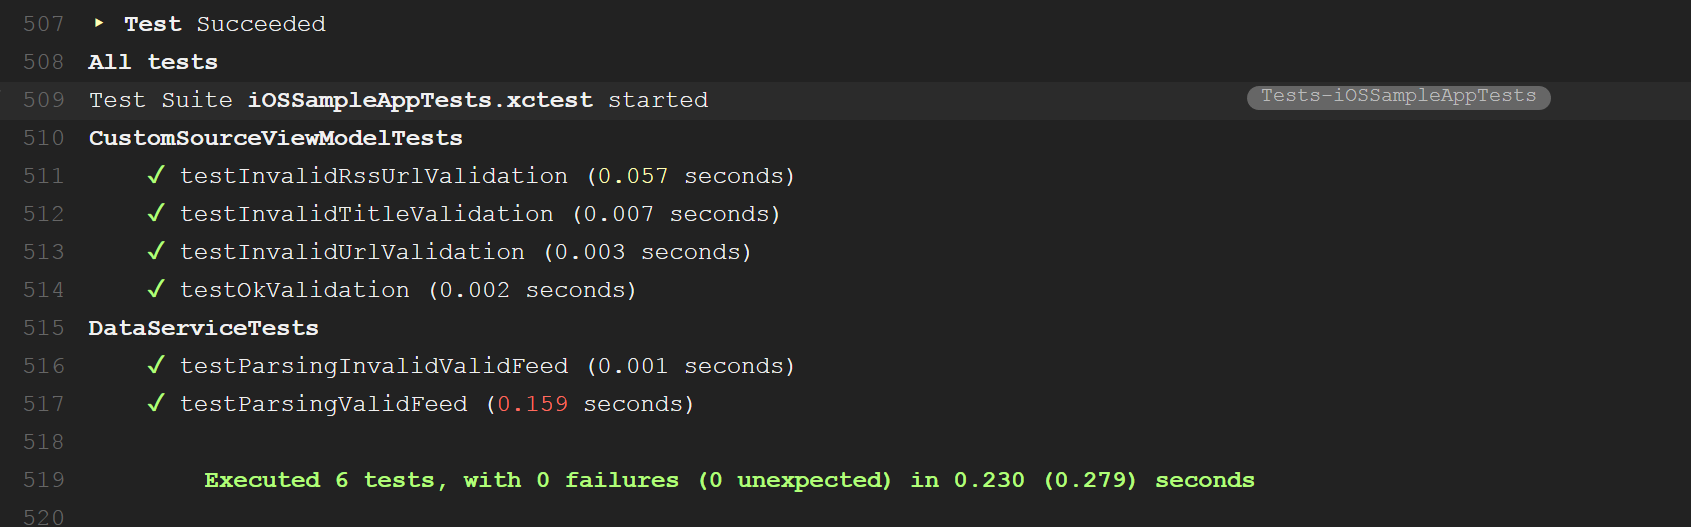 507 ▸ Test Succeeded
508 All tests
509 Test Suite iOSSampleAppTests.xctest started Tests-iOSSampleAppTests
510 CustomSourceViewModelTests
511 ✓ testInvalidRssUrlValidation (0.057 seconds)
512 ✓ testInvalidTitleValidation (0.007 seconds)
513 ✓ testInvalidUrlValidation (0.003 seconds)
514 ✓ testOkValidation (0.002 seconds)
515 DataServiceTests
516 ✓ testParsingInvalidValidFeed (0.001 seconds)
517 ✓ testParsingValidFeed (0.159 seconds)
518
519 Executed 6 tests, with 0 failures (0 unexpected) in 0.230 (0.279) seconds
520